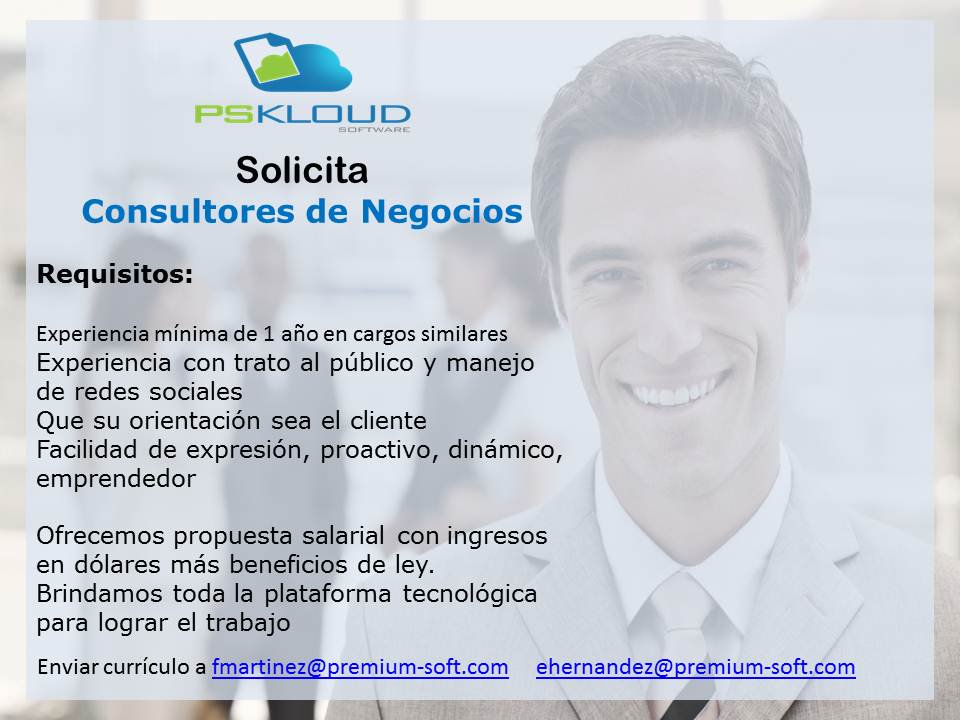 PSKLOUD
SOFTWARE
Solicita
Consultores de Negocios
Requisitos:
Experiencia mínima de 1 año en cargos similares
Experiencia con trato al público y manejo
de redes sociales
Que su orientación sea el cliente
Facilidad de expresión, proactivo, dinámico,
emprendedor
Ofrecemos propuesta salarial con ingresos
en dólares más beneficios de ley.
Brindamos toda la plataforma tecnológica
para lograr el trabajo
Enviar currículo a fmartinez@premium-soft.com ehernandez@premium-soft.com